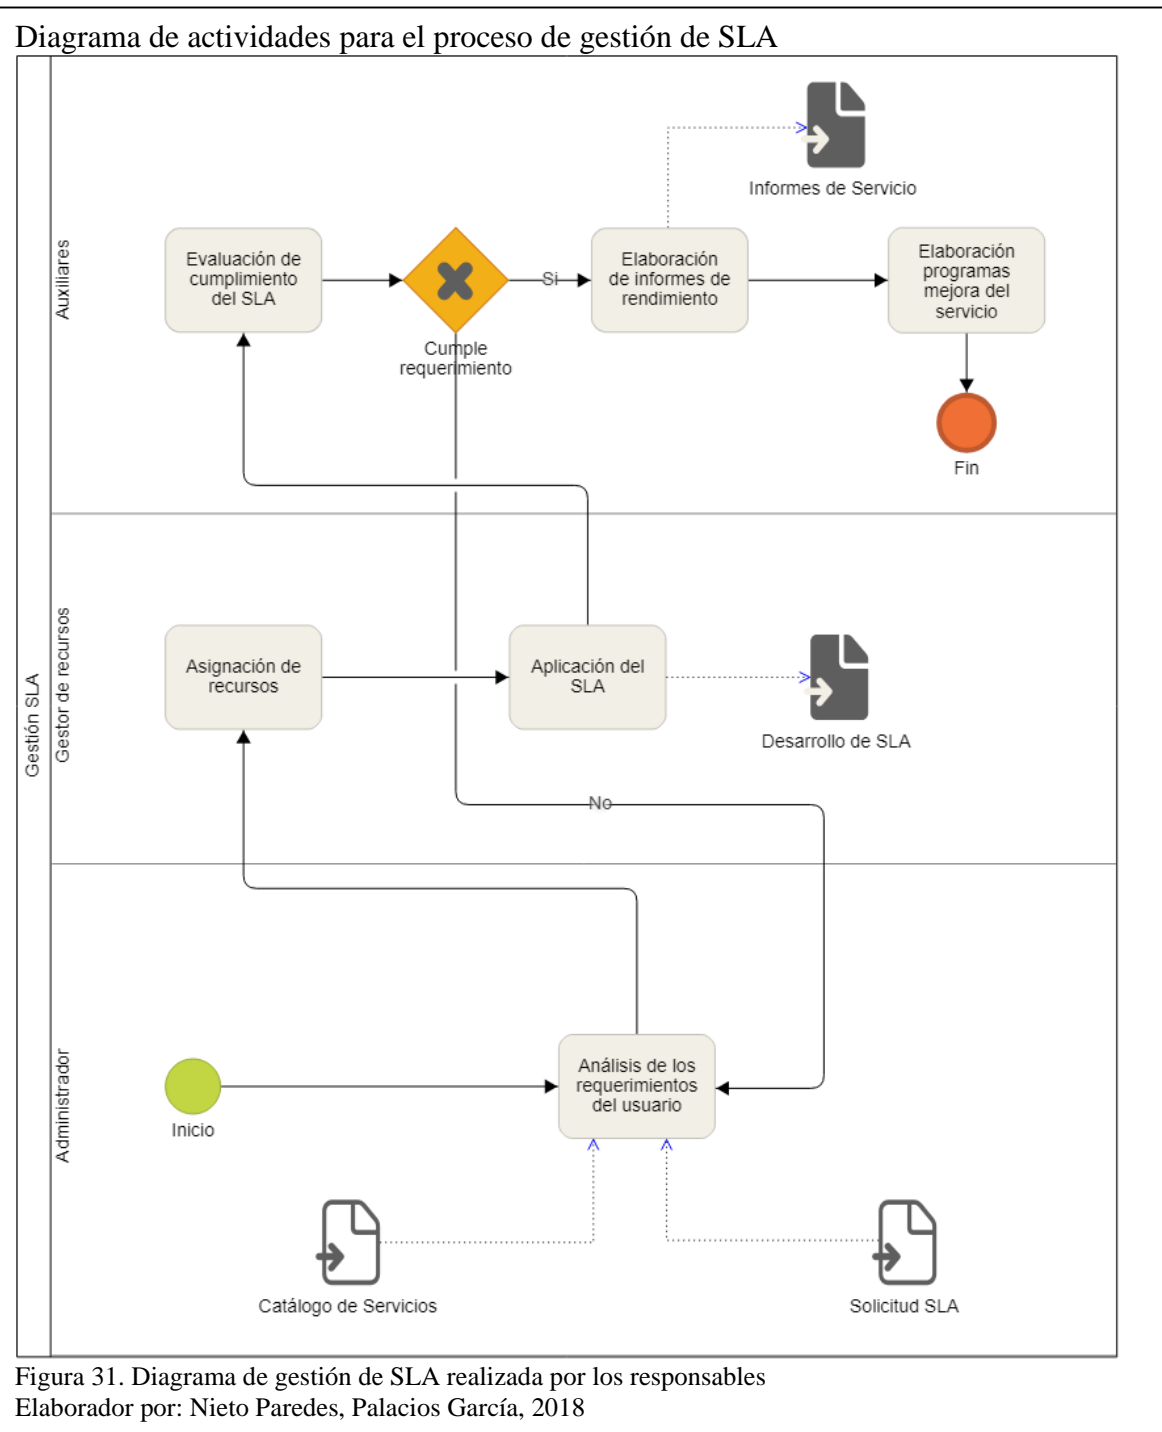 Diagrama de actividades para el proceso de gestión de SLA
Gestión SLA
Auxiliares
Informes de Servicio
Evaluación de
cumplimiento
del SLA
Cumple
requerimiento
Si
Elaboración
de informes de
rendimiento
Elaboración
programas
mejora del
servicio
Fin
Gestor de recursos
Asignación de
recursos
Aplicación del
SLA
Desarrollo de SLA
No
Administrador
Inicio
Análisis de los
requerimientos
del usuario
Catálogo de Servicios
Solicitud SLA
Figura 31. Diagrama de gestión de SLA realizada por los responsables
Elaborador por: Nieto Paredes, Palacios García, 2018